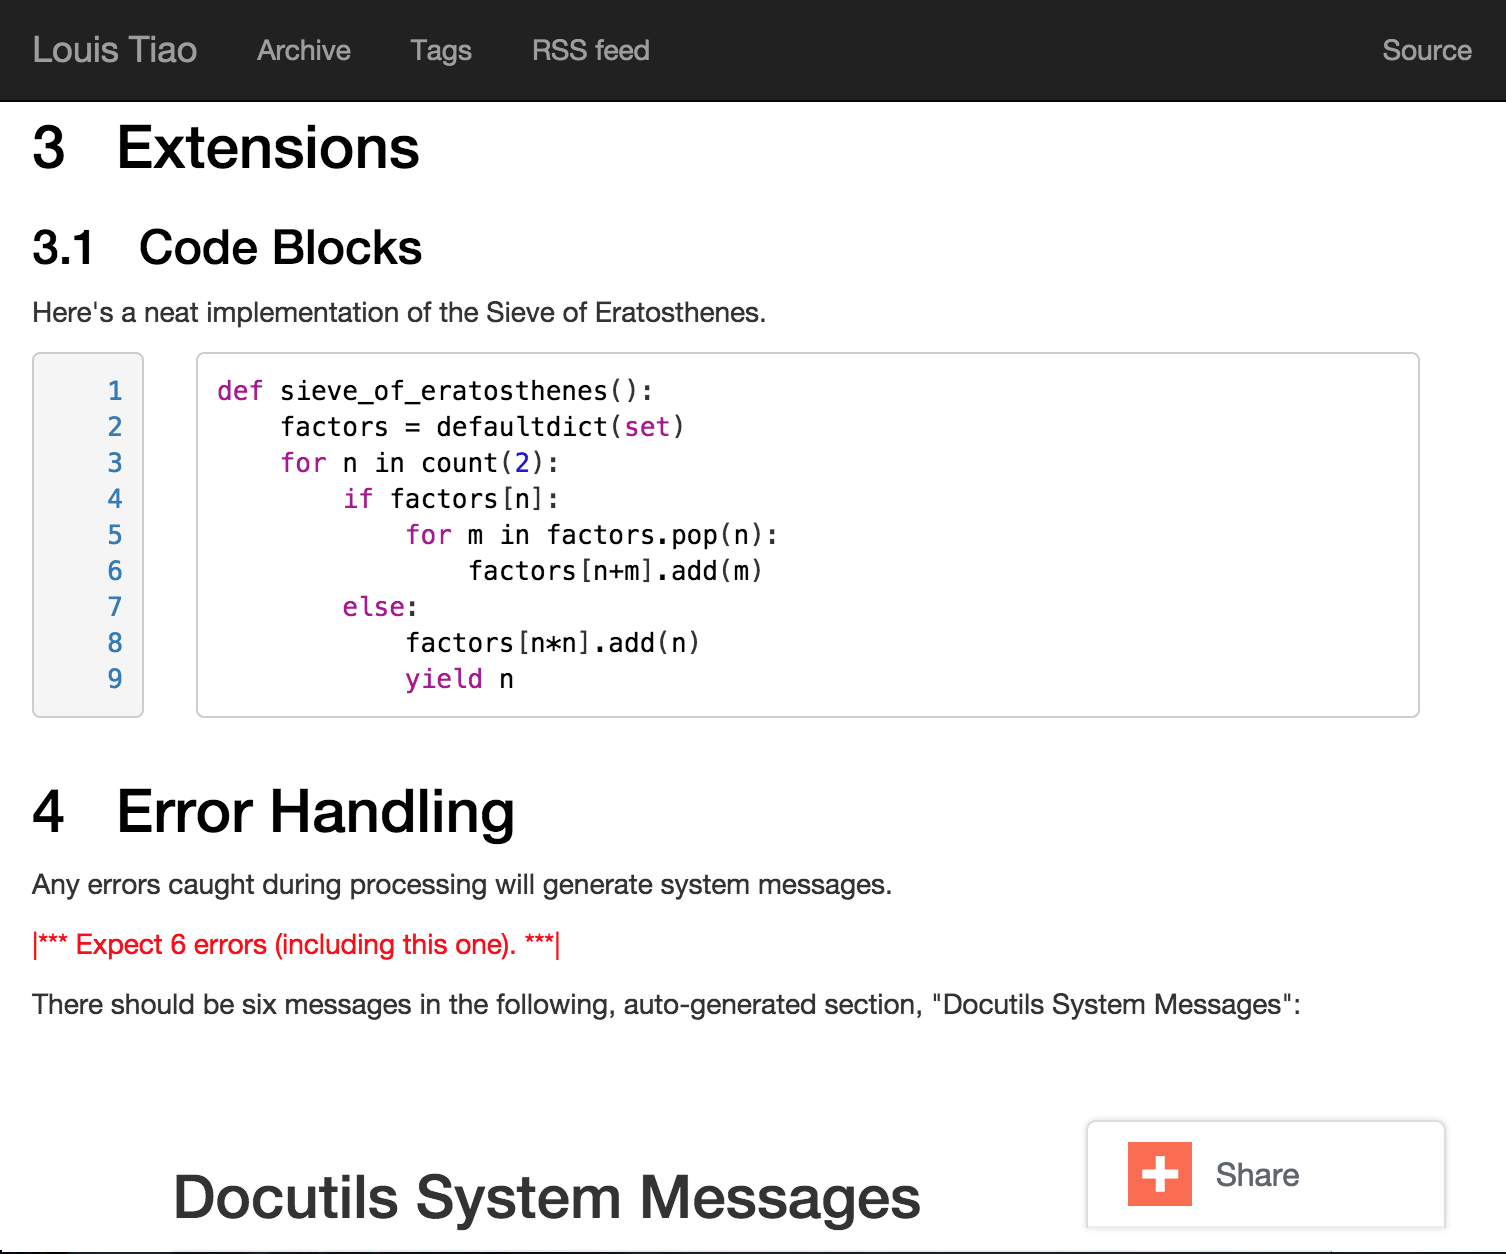 Louis Tiao Archive Tags RSS feed Source
3 Extensions
3.1 Code Blocks
Here's a neat implementation of the Sieve of Eratosthenes.
1 def sieve_of_eratosthenes():
2     factors = defaultdict(set)
3     for n in count(2):
4         if factors[n]:
5             for m in factors.pop(n):
6                 factors[n+m].add(m)
7         else:
8             factors[n*n].add(n)
9             yield n
4 Error Handling
Any errors caught during processing will generate system messages.
|*** Expect 6 errors (including this one). ***|
There should be six messages in the following, auto-generated section, "Docutils System Messages":
Share
Docutils System Messages